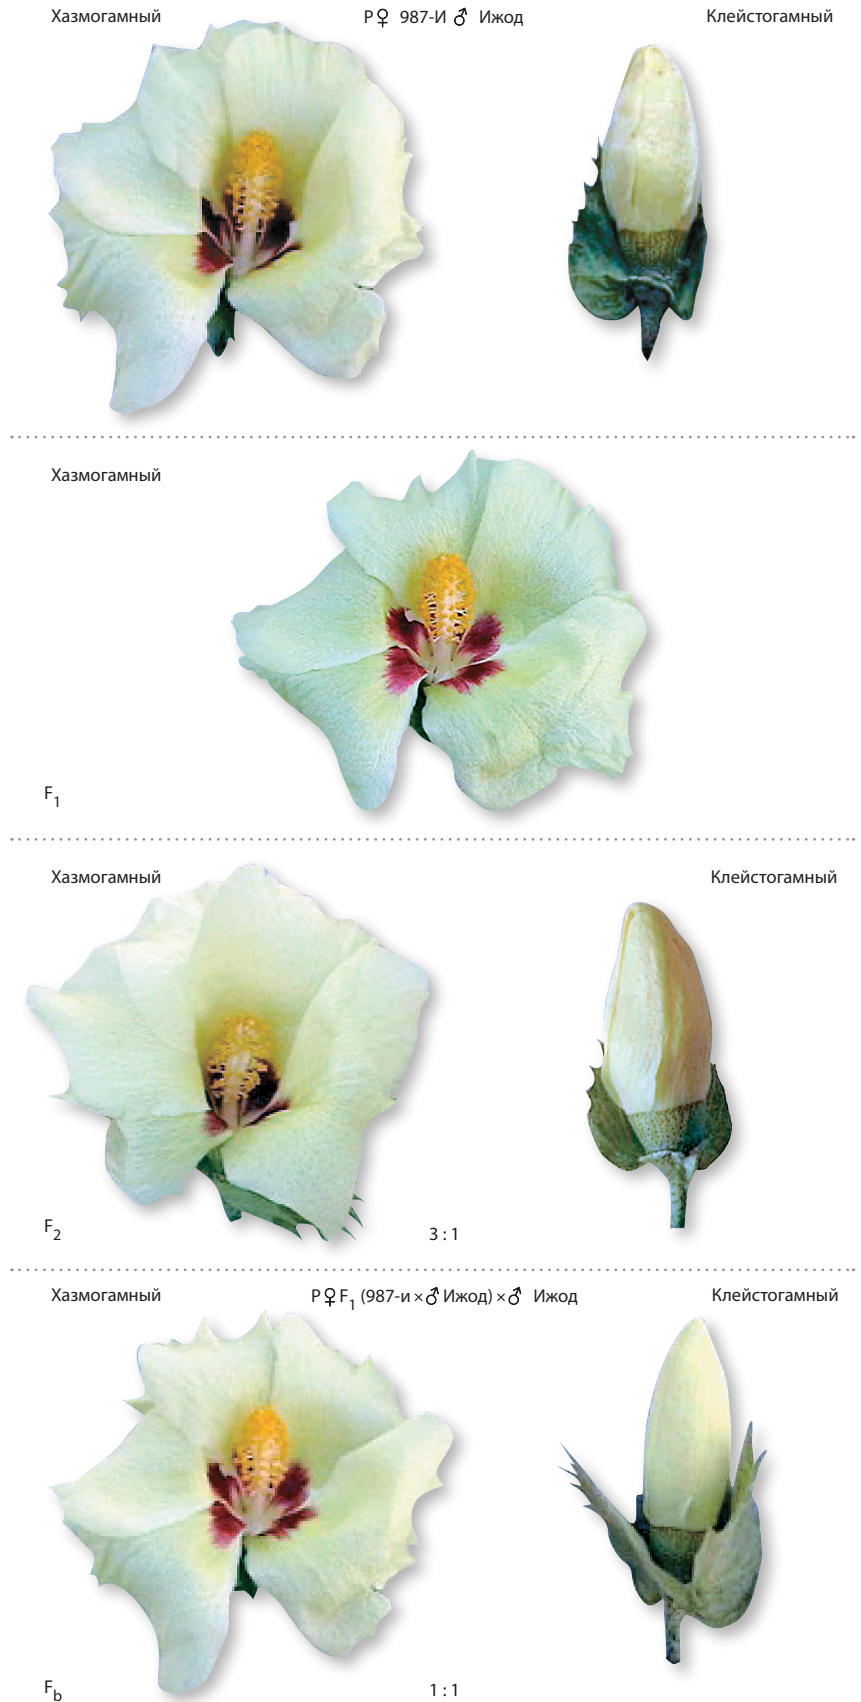 Хазмогамный P♀ 987-И ♂ Ижод Клейстогамный
Хазмогамный
F₁
Хазмогамный Клейстогамный
F₂ 3 : 1
Хазмогамный P♀F₁ (987-и ×♂ Ижод) ×♂ Ижод Клейстогамный
F_b 1 : 1